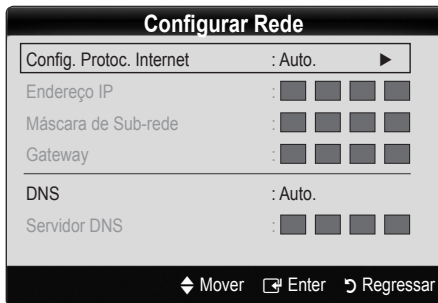 Configurar Rede
Config. Protoc. Internet : Auto. ▶
Endereço IP :
Máscara de Sub-rede :
Gateway :
DNS : Auto.
Servidor DNS :
Mover Enter Regressar